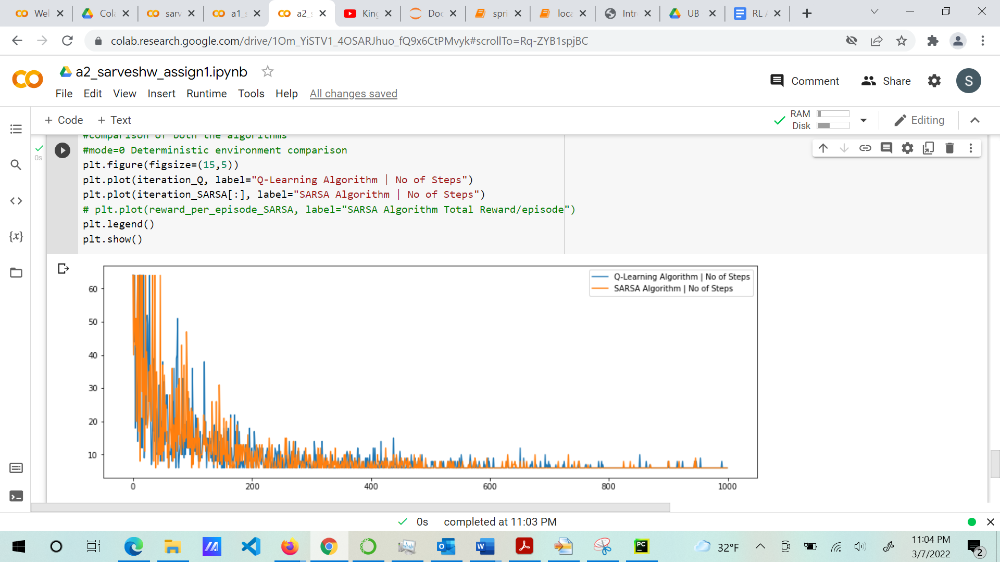 Wel
Cola
sarv
a1_s
a2_s
King
Doc
spri
loca
Intr
UB
RL A
colab.research.google.com/drive/1Om_YiSTV1_4OSARJhuo_fQ9x6CtPMvyk#scrollTo=Rq-ZYB1spjBC
a2_sarveshw_assign1.ipynb
Comment
Share
S
File Edit View Insert Runtime Tools Help All changes saved
+ Code + Text
RAM
Disk
Editing
#comparison of both the algorithms
#mode=0 Deterministic environment comparison
plt.figure(figsize=(15,5))
plt.plot(iteration_Q, label="Q-Learning Algorithm | No of Steps")
plt.plot(iteration_SARSA[:], label="SARSA Algorithm | No of Steps")
# plt.plot(reward_per_episode_SARSA, label="SARSA Algorithm Total Reward/episode")
plt.legend()
plt.show()
0s
{x}
Q-Learning Algorithm | No of Steps
SARSA Algorithm | No of Steps
60
50
40
30
20
10
0 200 400 600 800 1000
0s completed at 11:03 PM
W
PC
32°F
11:04 PM
3/7/2022
2